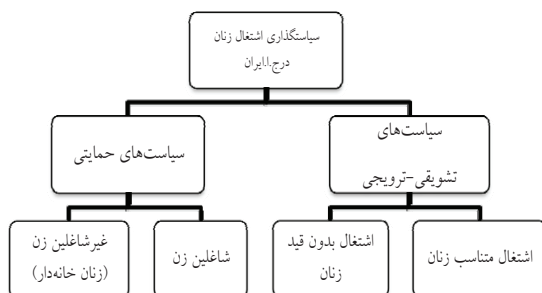 سیاستگذاری اشتغال زنان
درج.ا.ایران
سیاست‌های
تشویقی-ترویجی
سیاست‌های حمایتی
اشتغال متناسب زنان
اشتغال بدون قید
زنان
شاغلین زن
غیرشاغلین زن
(زنان خانه‌دار)